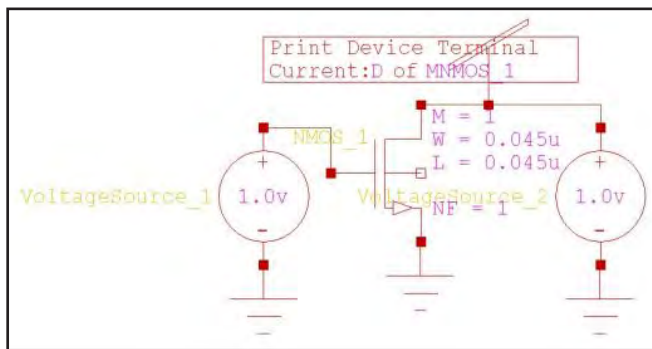 Print Device Terminal
Current:D of MNMOS_1
M = 1
NMOS_1
W = 0.045u
L = 0.045u
VoltageSource_1
+
1.0v
-
VoltageSource_2
+
1.0v
-
NF = 1